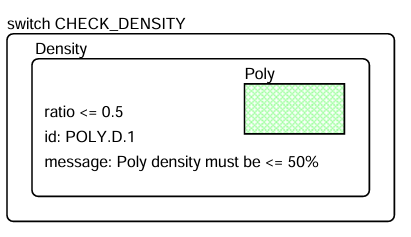 switch CHECK_DENSITY
Density
Poly
ratio <= 0.5
id: POLY.D.1
message: Poly density must be <= 50%